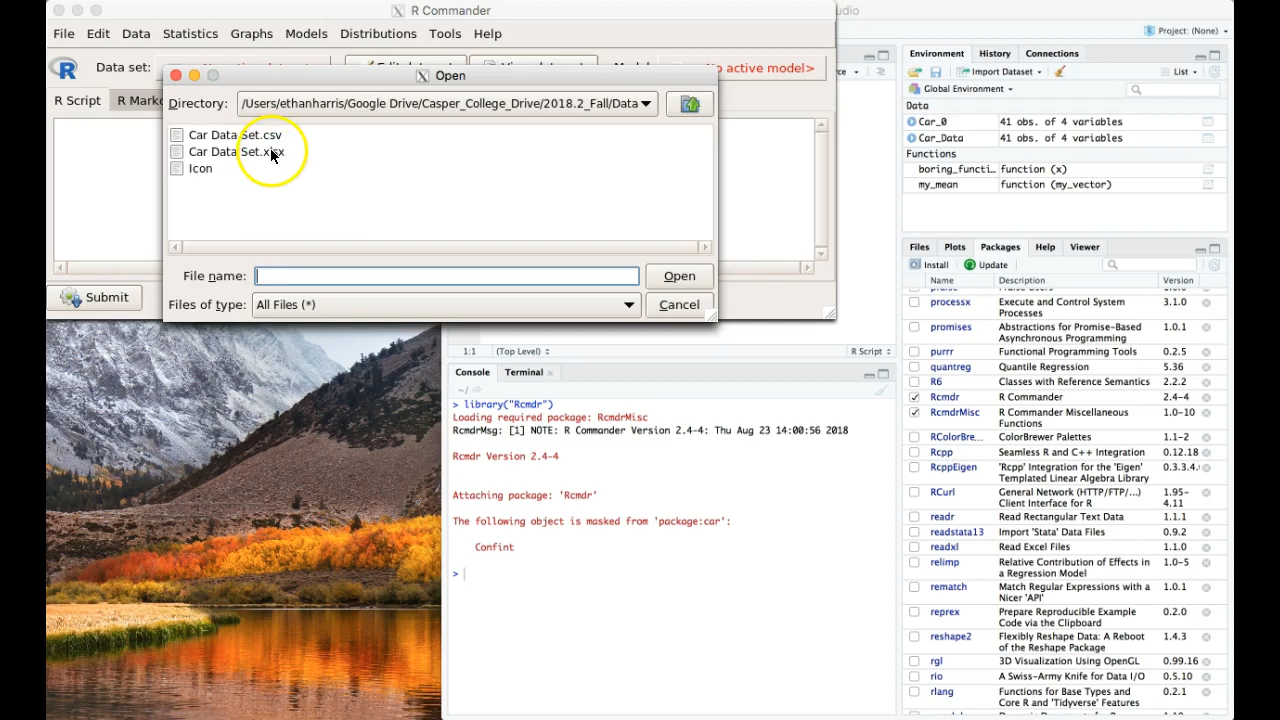 R Commander
udio
File Edit Data Statistics Graphs Models Distributions Tools Help
Project: (None)
Data set:
Model:
No active model>
R Script
R Mark
Submit
Open
Directory: /Users/ethanharris/Google Drive/Casper_College_Drive/2018.2_Fall/Data
Car Data Set.csv
Car Data Set.xlsx
Icon
File name:
Open
Files of type: All Files (*)
Cancel
1:1 (Top Level)
R Script
Console Terminal
~/
> library("Rcmdr")
Loading required package: RcmdrMisc
RcmdrMsg: [1] NOTE: R Commander Version 2.4-4: Thu Aug 23 14:00:56 2018
Rcmdr Version 2.4-4
Attaching package: 'Rcmdr'
The following object is masked from 'package:car':
Confint
>
Environment History Connections
Import Dataset
List
Global Environment
Data
Car_0 41 obs. of 4 variables
Car_Data 41 obs. of 4 variables
Functions
boring_functi… function (x)
my_mean function (my_vector)
Files Plots Packages Help Viewer
Install Update
Name Description Version
processx Execute and Control System Processes 3.1.0
promises Abstractions for Promise-Based Asynchronous Programming 1.0.1
purrr Functional Programming Tools 0.2.5
quantreg Quantile Regression 5.36
R6 Classes with Reference Semantics 2.2.2
Rcmdr R Commander 2.4-4
RcmdrMisc R Commander Miscellaneous Functions 1.0-10
RColorBre… ColorBrewer Palettes 1.1-2
Rcpp Seamless R and C++ Integration 0.12.18
RcppEigen 'Rcpp' Integration for the 'Eigen' Templated Linear Algebra Library 0.3.3.4.
RCurl General Network (HTTP/FTP/...) Client Interface for R 1.95-4.11
readr Read Rectangular Text Data 1.1.1
readstata13 Import 'Stata' Data Files 0.9.2
readxl Read Excel Files 1.1.0
relimp Relative Contribution of Effects in a Regression Model 1.0-5
rematch Match Regular Expressions with a Nicer 'API' 1.0.1
reprex Prepare Reproducible Example Code via the Clipboard 0.2.0
reshape2 Flexibly Reshape Data: A Reboot of the Reshape Package 1.4.3
rgl 3D Visualization Using OpenGL 0.99.16
rio A Swiss-Army Knife for Data I/O 0.5.10
rlang Functions for Base Types and Core R and 'Tidyverse' Features 0.2.1